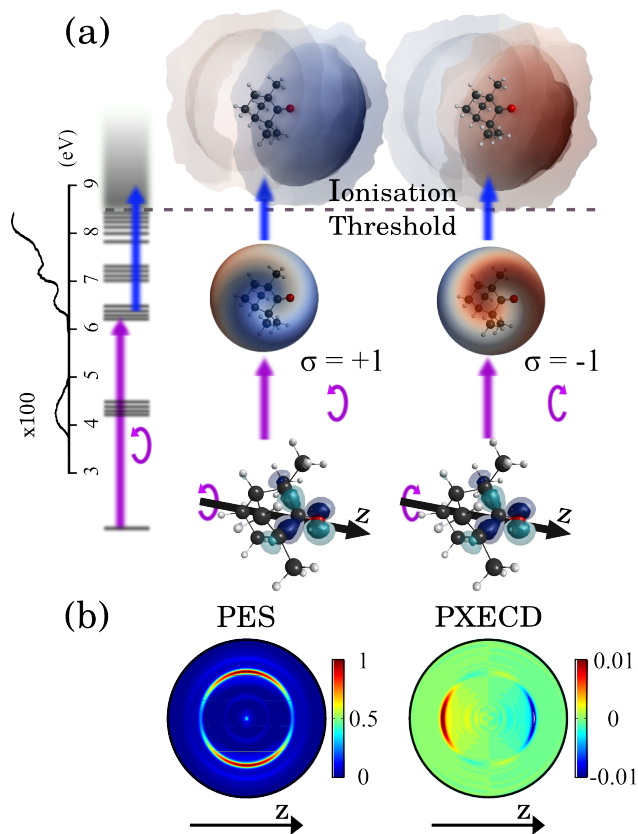 (a)
(eV)
9
8
7
6
5
4
3
x100
Ionisation
Threshold
σ = +1
σ = -1
z
z
(b)
PES
PXECD
1
0.5
0
0.01
0
-0.01
z
z